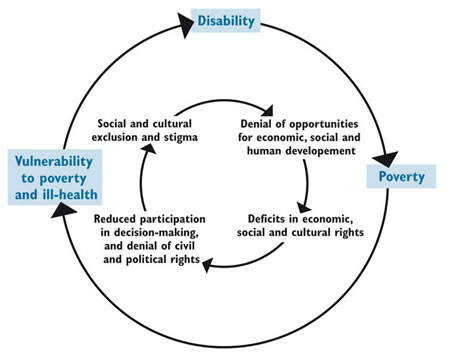 Disability
Social and cultural
exclusion and stigma
Denial of opportunities
for economic, social and
human developement
Vulnerability
to poverty
and ill-health
Poverty
Reduced participation
in decision-making,
and denial of civil
and political rights
Deficits in economic,
social and cultural rights